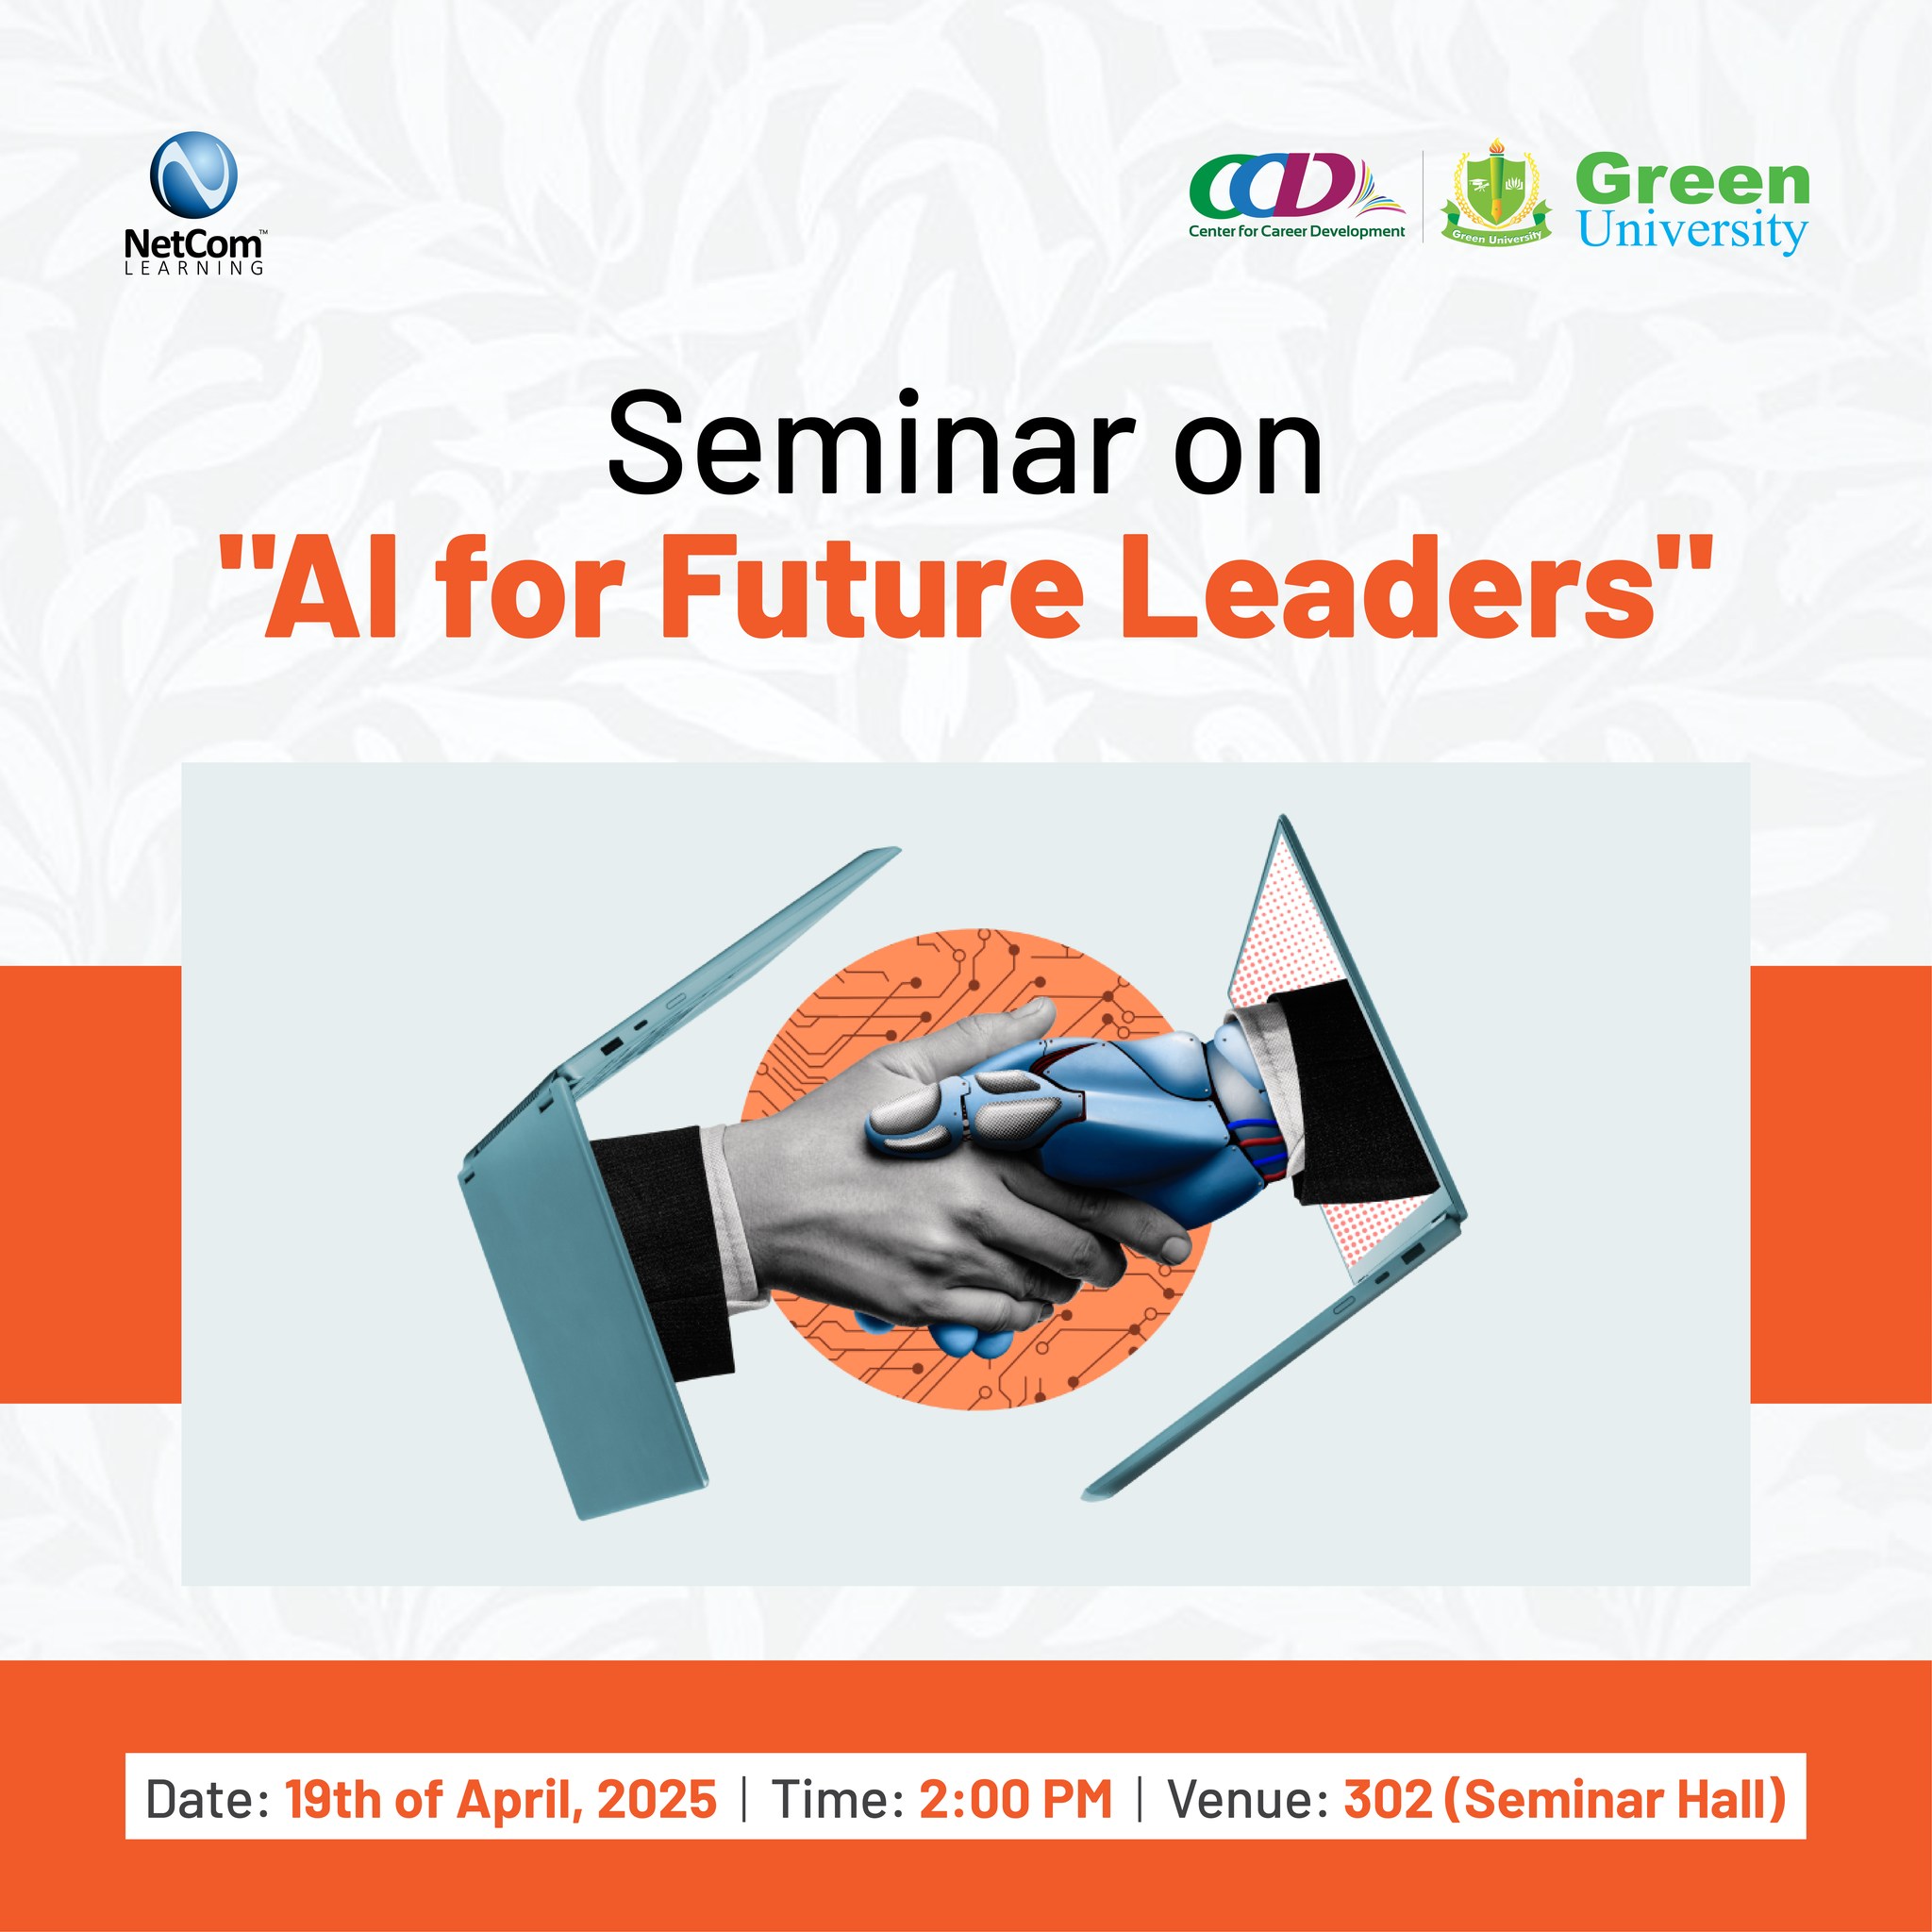 NetCom™
LEARNING
CCD
Center for Career Development
Green University
Green
University
Seminar on
"AI for Future Leaders"
Date: 19th of April, 2025 | Time: 2:00 PM | Venue: 302 (Seminar Hall)